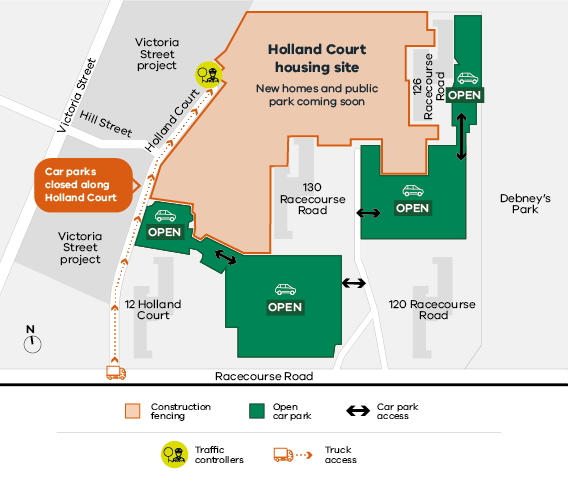 Victoria
Street
project
Holland Court
housing site
New homes and public
park coming soon
126
Racecourse
Road
OPEN
Victoria Street
Hill Street
Holland Court
Car parks
closed along
Holland Court
130
Racecourse
Road
OPEN
Debney's
Park
OPEN
Victoria
Street
project
12 Holland
Court
OPEN
120 Racecourse
Road
N
Racecourse Road
Construction
fencing
Open
car park
Car park
access
Traffic
controllers
Truck
access